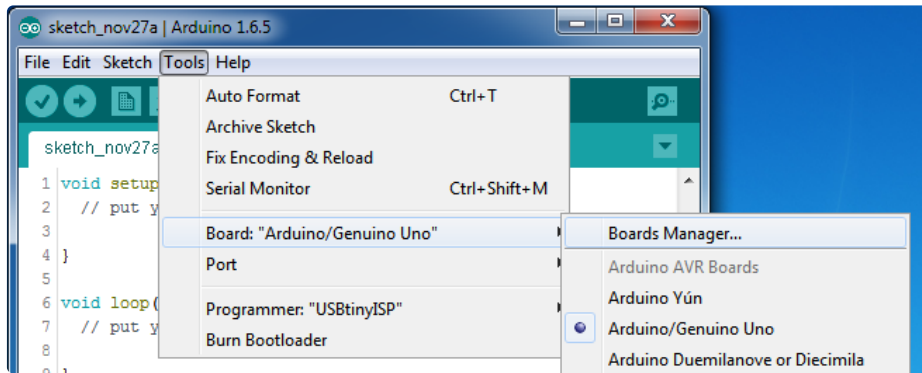 sketch_nov27a | Arduino 1.6.5
File Edit Sketch Tools Help
Auto Format Ctrl+T
Archive Sketch
Fix Encoding & Reload
Serial Monitor Ctrl+Shift+M
Board: "Arduino/Genuino Uno"
Port
Programmer: "USBtinyISP"
Burn Bootloader
Boards Manager...
Arduino AVR Boards
Arduino Yún
Arduino/Genuino Uno
Arduino Duemilanove or Diecimila
sketch_nov27a
1 void setup
2 // put y
3
4 }
5
6 void loop(
7 // put y
8
9 }